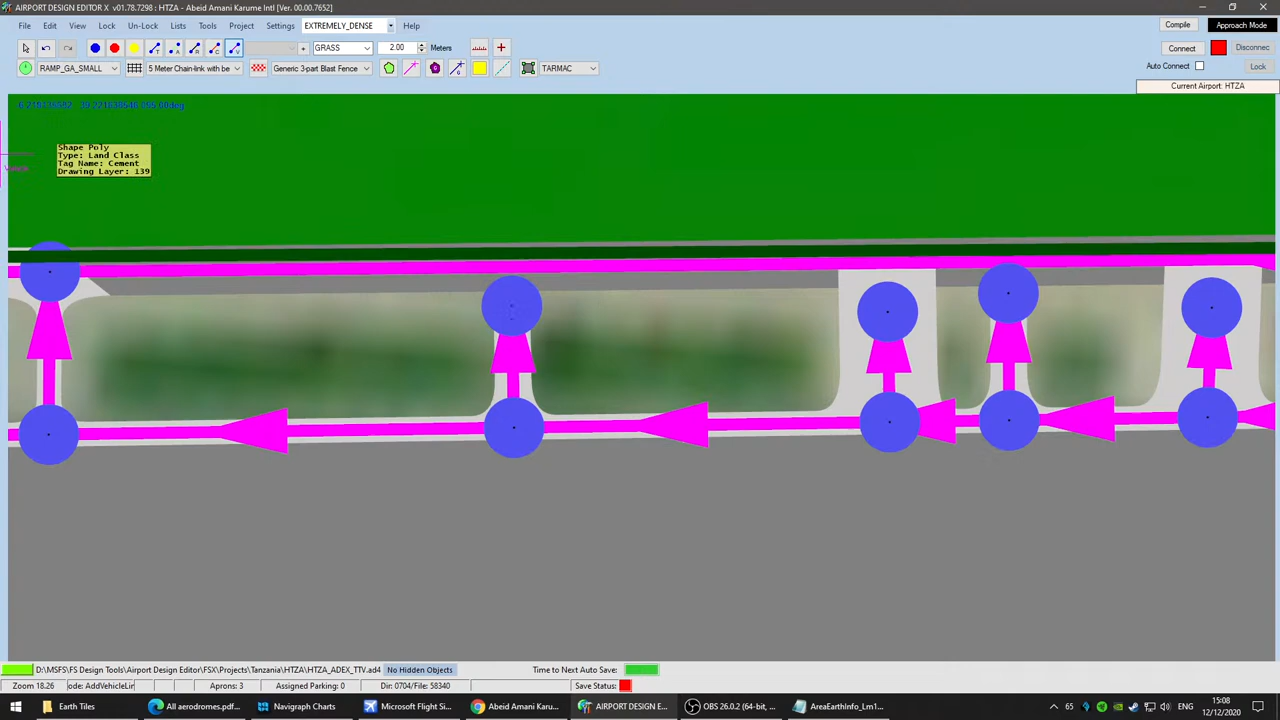 AIRPORT DESIGN EDITOR X v01.78.7298 : HTZA - Abeid Amani Karume Intl [Ver. 00.00.7652]
File Edit View Lock Un-Lock Lists Tools Project Settings EXTREMELY_DENSE Help
Compile Approach Mode
GRASS 2.00 Meters
Connect Disconnec
RAMP_GA_SMALL 5 Meter Chain-link with be Generic 3-part Blast Fence TARMAC
Auto Connect Lock
Current Airport: HTZA
Shape Poly
Type: Land Class
Tag Name: Cement
Drawing Layer: 139
D:\MSFS\FS Design Tools\Airport Design Editor\FSX\Projects\Tanzania\HTZA\HTZA_ADEX_TTV.ad4 No Hidden Objects Time to Next Auto Save:
Zoom 18.26 ode: AddVehicleLir Aprons: 3 Assigned Parking: 0 Dir: 0704/File: 58340 Save Status:
Earth Tiles All aerodromes.pdf... Navigraph Charts Microsoft Flight Si... Abeid Amani Karu... AIRPORT DESIGN E... OBS 26.0.2 (64-bit, ... AreaEarthInfo_Lm1... 65 15:08
12/12/2020